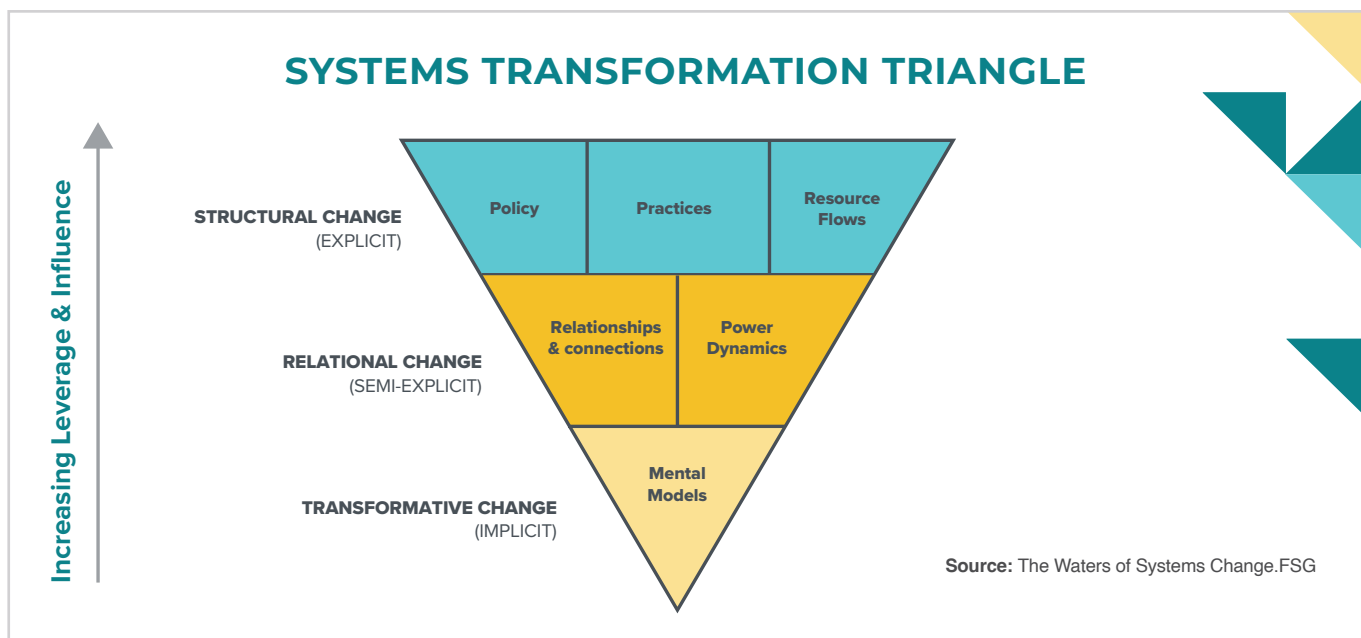 SYSTEMS TRANSFORMATION TRIANGLE
Increasing Leverage & Influence
STRUCTURAL CHANGE
(EXPLICIT)
Policy
Practices
Resource
Flows
RELATIONAL CHANGE
(SEMI-EXPLICIT)
Relationships
& connections
Power
Dynamics
TRANSFORMATIVE CHANGE
(IMPLICIT)
Mental
Models
Source: The Waters of Systems Change.FSG